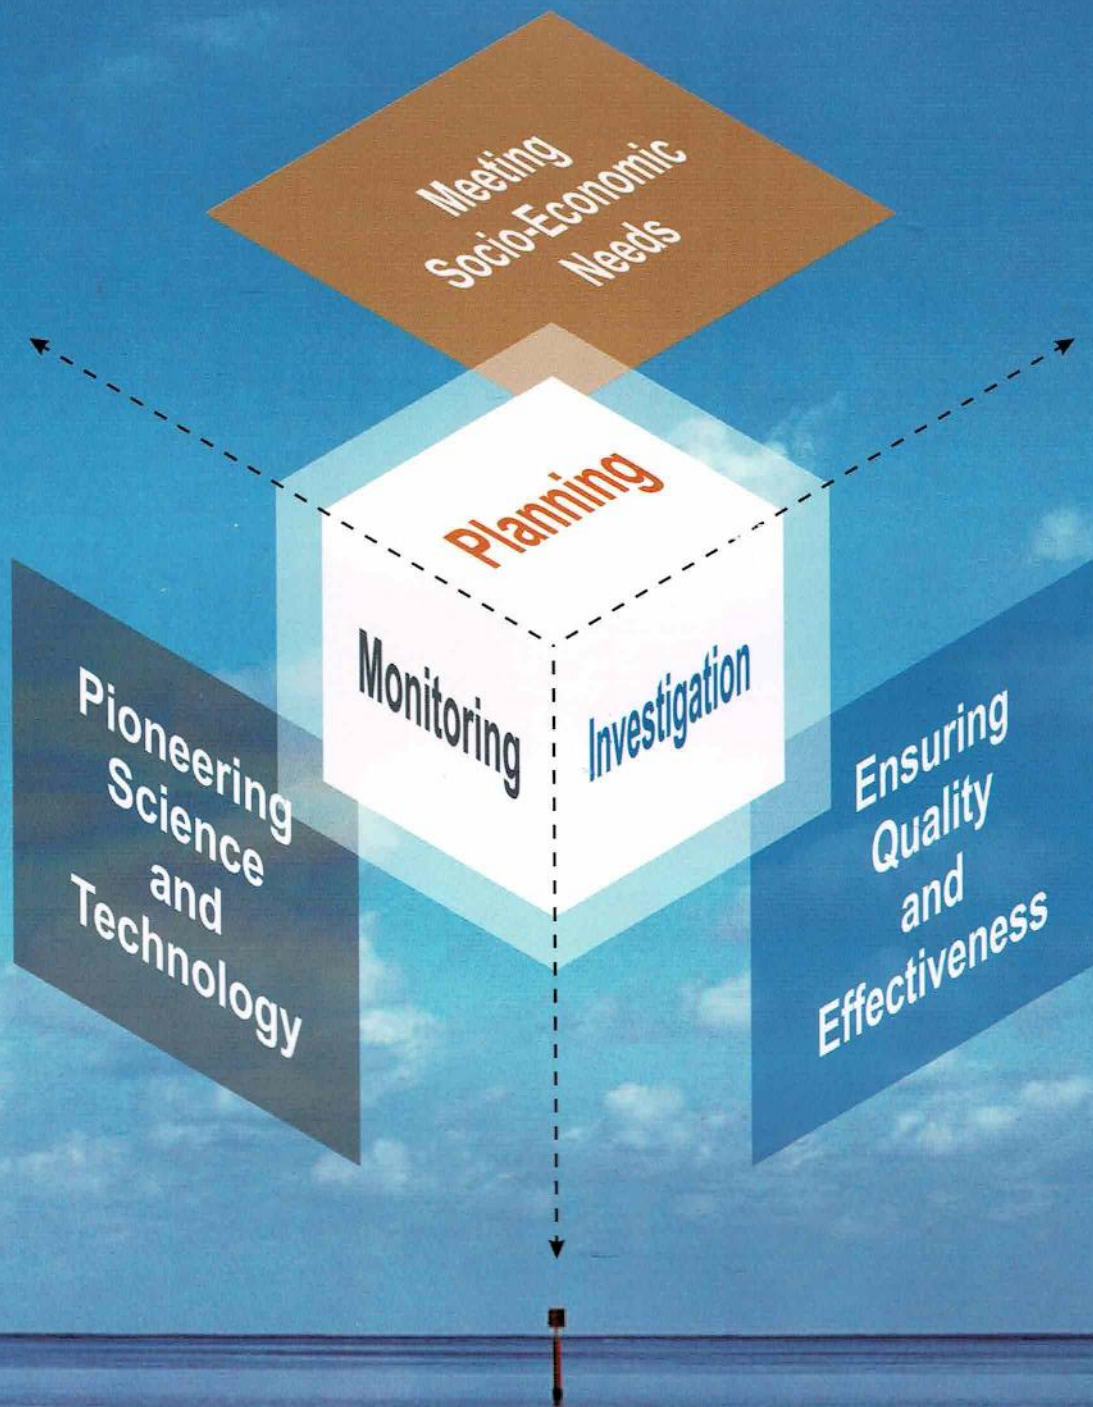 Meeting
Socio-Economic
Needs
Planning
Monitoring
Investigation
Pioneering
Science
and
Technology
Ensuring
Quality
and
Effectiveness